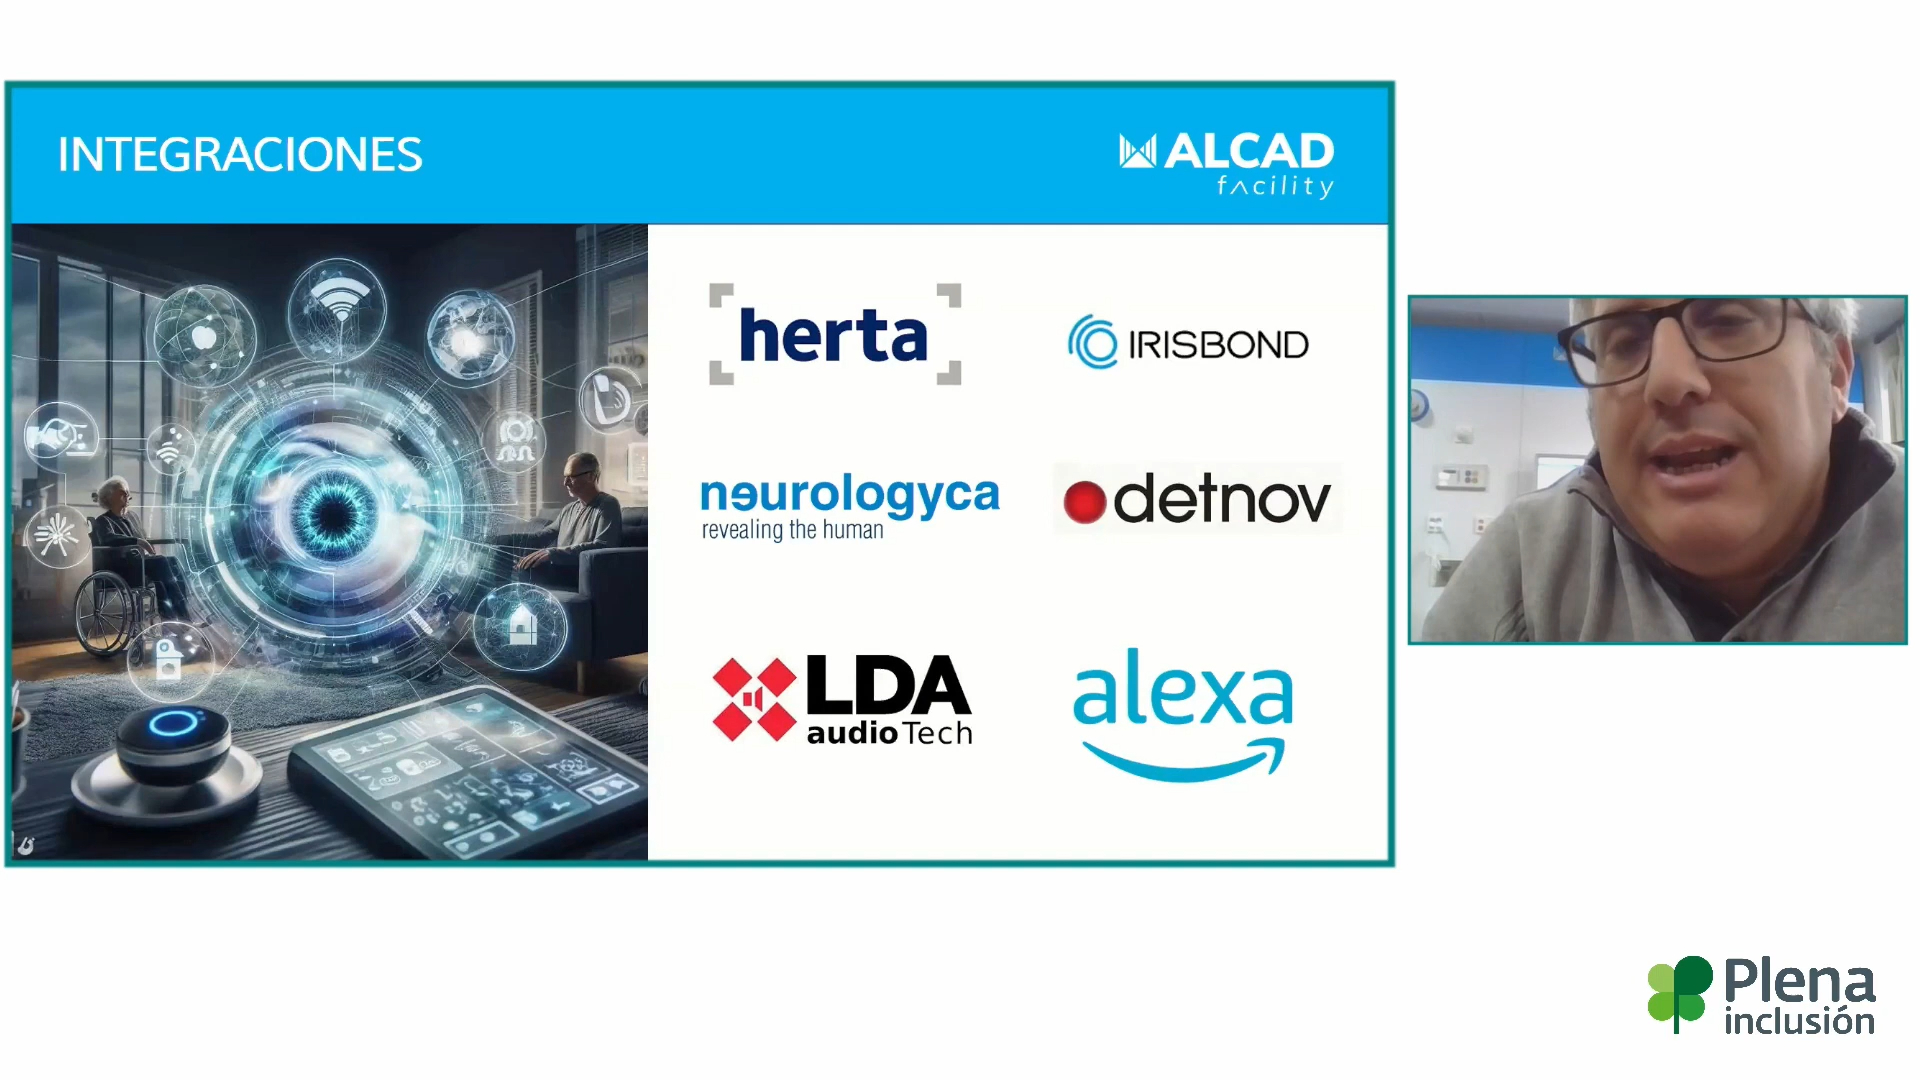 INTEGRACIONES
ALCAD
facility
herta
IRISBOND
neurologyca
revealing the human
detnov
LDA
audioTech
alexa
Plena
inclusión